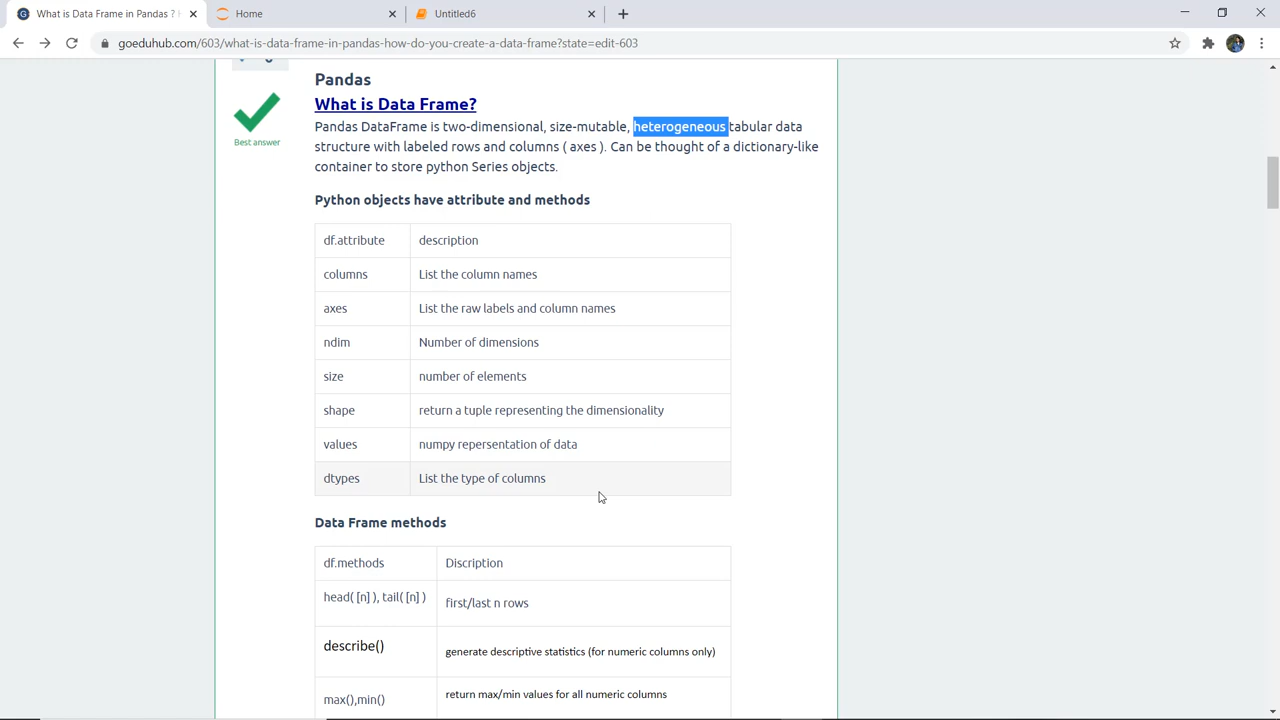 What is Data Frame in Pandas ?
Home
Untitled6
goeduhub.com/603/what-is-data-frame-in-pandas-how-do-you-create-a-data-frame?state=edit-603
Pandas
Best answer
What is Data Frame?
Pandas DataFrame is two-dimensional, size-mutable, heterogeneous tabular data
structure with labeled rows and columns ( axes ). Can be thought of a dictionary-like
container to store python Series objects.
Python objects have attribute and methods
df.attribute description
columns List the column names
axes List the raw labels and column names
ndim Number of dimensions
size number of elements
shape return a tuple representing the dimensionality
values numpy repersentation of data
dtypes List the type of columns
Data Frame methods
df.methods Discription
head( [n] ), tail( [n] ) first/last n rows
describe() generate descriptive statistics (for numeric columns only)
max(),min() return max/min values for all numeric columns